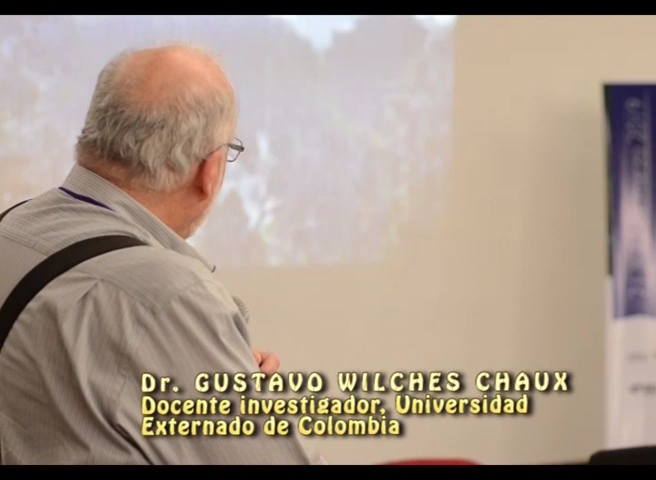 Dr. GUSTAVO WILCHES CHAUX
Docente investigador, Universidad
Externado de Colombia